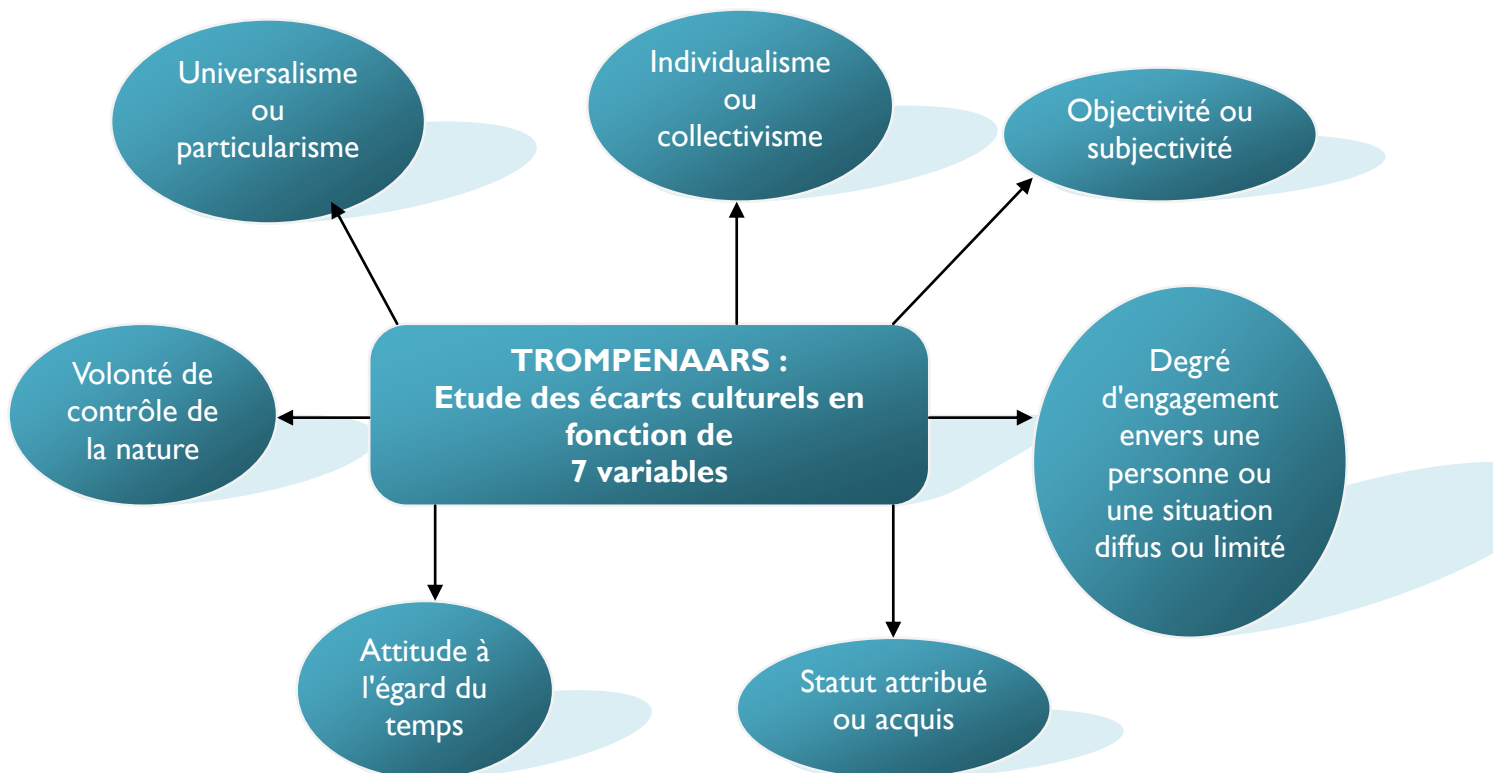 Universalisme
ou
particularisme
Individualisme
ou
collectivisme
Objectivité ou
subjectivité
Volonté de
contrôle de
la nature
TROMPENAARS :
Etude des écarts culturels en
fonction de
7 variables
Degré
d'engagement
envers une
personne ou
une situation
diffus ou limité
Attitude à
l'égard du
temps
Statut attribué
ou acquis